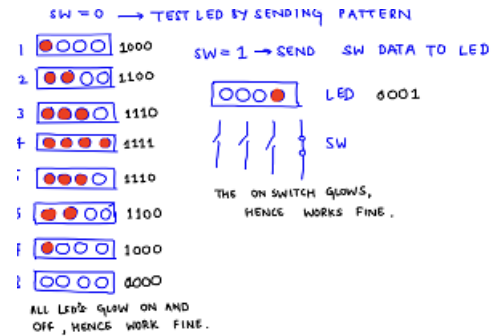 SW = 0 → TEST LED BY SENDING PATTERN
1 1000
2 1100
3 1110
4 1111
1110
1100
1000
0000
ALL LED'S GLOW ON AND
OFF, HENCE WORK FINE.
SW = 1 → SEND SW DATA TO LED
LED 0001
SW
THE ON SWITCH GLOWS,
HENCE WORKS FINE.